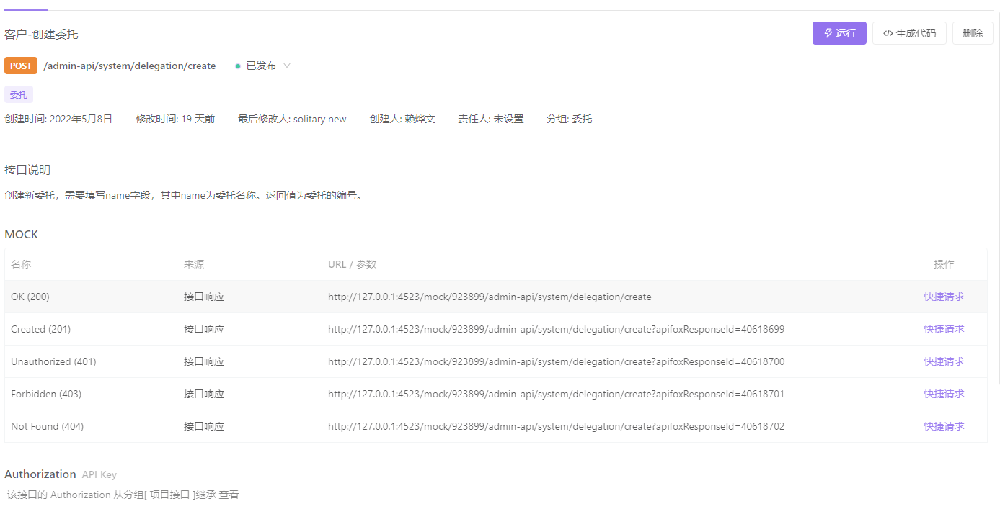 客户-创建委托
运行 生成代码 删除
POST /admin-api/system/delegation/create 已发布
委托
创建时间: 2022年5月8日 修改时间: 19 天前 最后修改人: solitary new 创建人: 赖烨文 责任人: 未设置 分组: 委托
接口说明
创建新委托，需要填写name字段，其中name为委托名称。返回值为委托的编号。
MOCK
名称 来源 URL / 参数 操作
OK (200) 接口响应 http://127.0.0.1:4523/mock/923899/admin-api/system/delegation/create 快捷请求
Created (201) 接口响应 http://127.0.0.1:4523/mock/923899/admin-api/system/delegation/create?apifoxResponseId=40618699 快捷请求
Unauthorized (401) 接口响应 http://127.0.0.1:4523/mock/923899/admin-api/system/delegation/create?apifoxResponseId=40618700 快捷请求
Forbidden (403) 接口响应 http://127.0.0.1:4523/mock/923899/admin-api/system/delegation/create?apifoxResponseId=40618701 快捷请求
Not Found (404) 接口响应 http://127.0.0.1:4523/mock/923899/admin-api/system/delegation/create?apifoxResponseId=40618702 快捷请求
Authorization API Key
该接口的 Authorization 从分组[ 项目接口 ]继承 查看